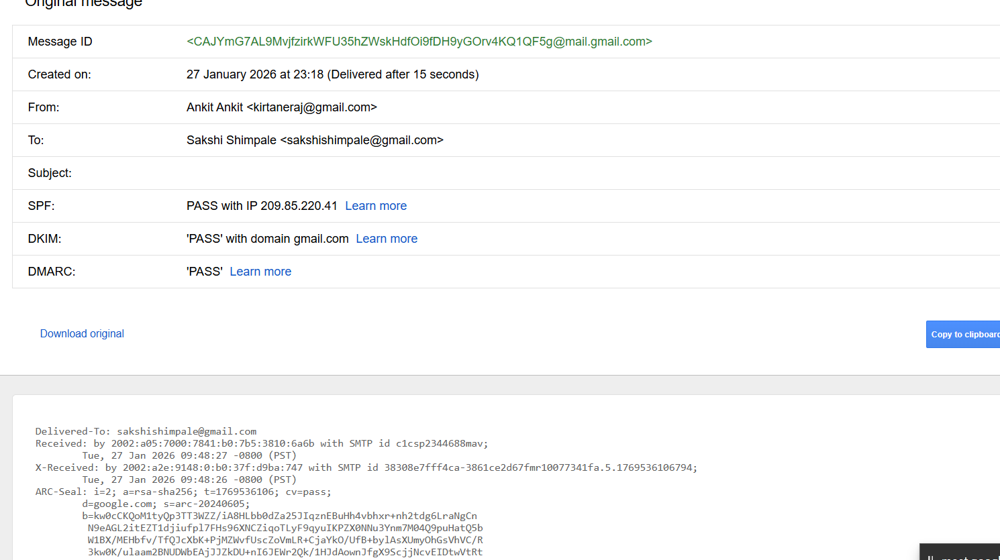 Original message
Message ID <CAJYmG7AL9MvjfzirkWFU35hZWskHdfOi9fDH9yGOrv4KQ1QF5g@mail.gmail.com>
Created on: 27 January 2026 at 23:18 (Delivered after 15 seconds)
From: Ankit Ankit <kirtaneraj@gmail.com>
To: Sakshi Shimpale <sakshishimpale@gmail.com>
Subject:
SPF: PASS with IP 209.85.220.41 Learn more
DKIM: 'PASS' with domain gmail.com Learn more
DMARC: 'PASS' Learn more
Download original
Copy to clipboard
Delivered-To: sakshishimpale@gmail.com
Received: by 2002:a05:7000:7841:b0:7b5:3810:6a6b with SMTP id c1csp2344688mav;
Tue, 27 Jan 2026 09:48:27 -0800 (PST)
X-Received: by 2002:a2e:9148:0:b0:37f:d9ba:747 with SMTP id 38308e7fff4ca-3861ce2d67fmr10077341fa.5.1769536106794;
Tue, 27 Jan 2026 09:48:26 -0800 (PST)
ARC-Seal: i=2; a=rsa-sha256; t=1769536106; cv=pass;
d=google.com; s=arc-20240605;
b=kw0cCKQoM1tyQp3TT3WZZ/iA8HLbb0dZa25JIqznEBuHh4vbhxr+nh2tdg6LraNgCn
N9eAGL2itEZT1djiufpl7FHs96XNCZiqoTLyF9qyuIKPZX0NNu3Ynm7M04Q9puHatQ5b
W1BX/MEHbfv/TfQJcXbK+PjMZWvfUscZoVmLR+CjaYkO/UfB+bylAsXUmyOhGsVhVC/R
3kw0K/ulaam2BNUDWbEAjJJZkDU+nI6JEWr2Qk/1HJdAownJfgX9ScjjNcvEIDtwVtRt